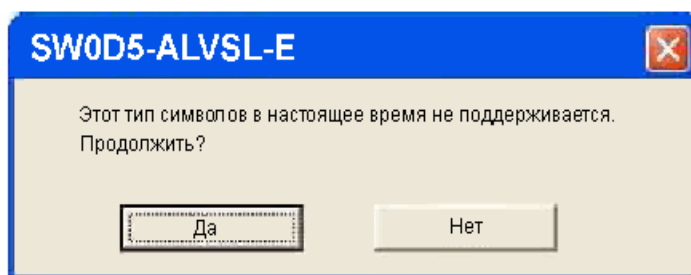 SW0D5-ALVSL-E
Этот тип символов в настоящее время не поддерживается.
Продолжить?
Да
Нет